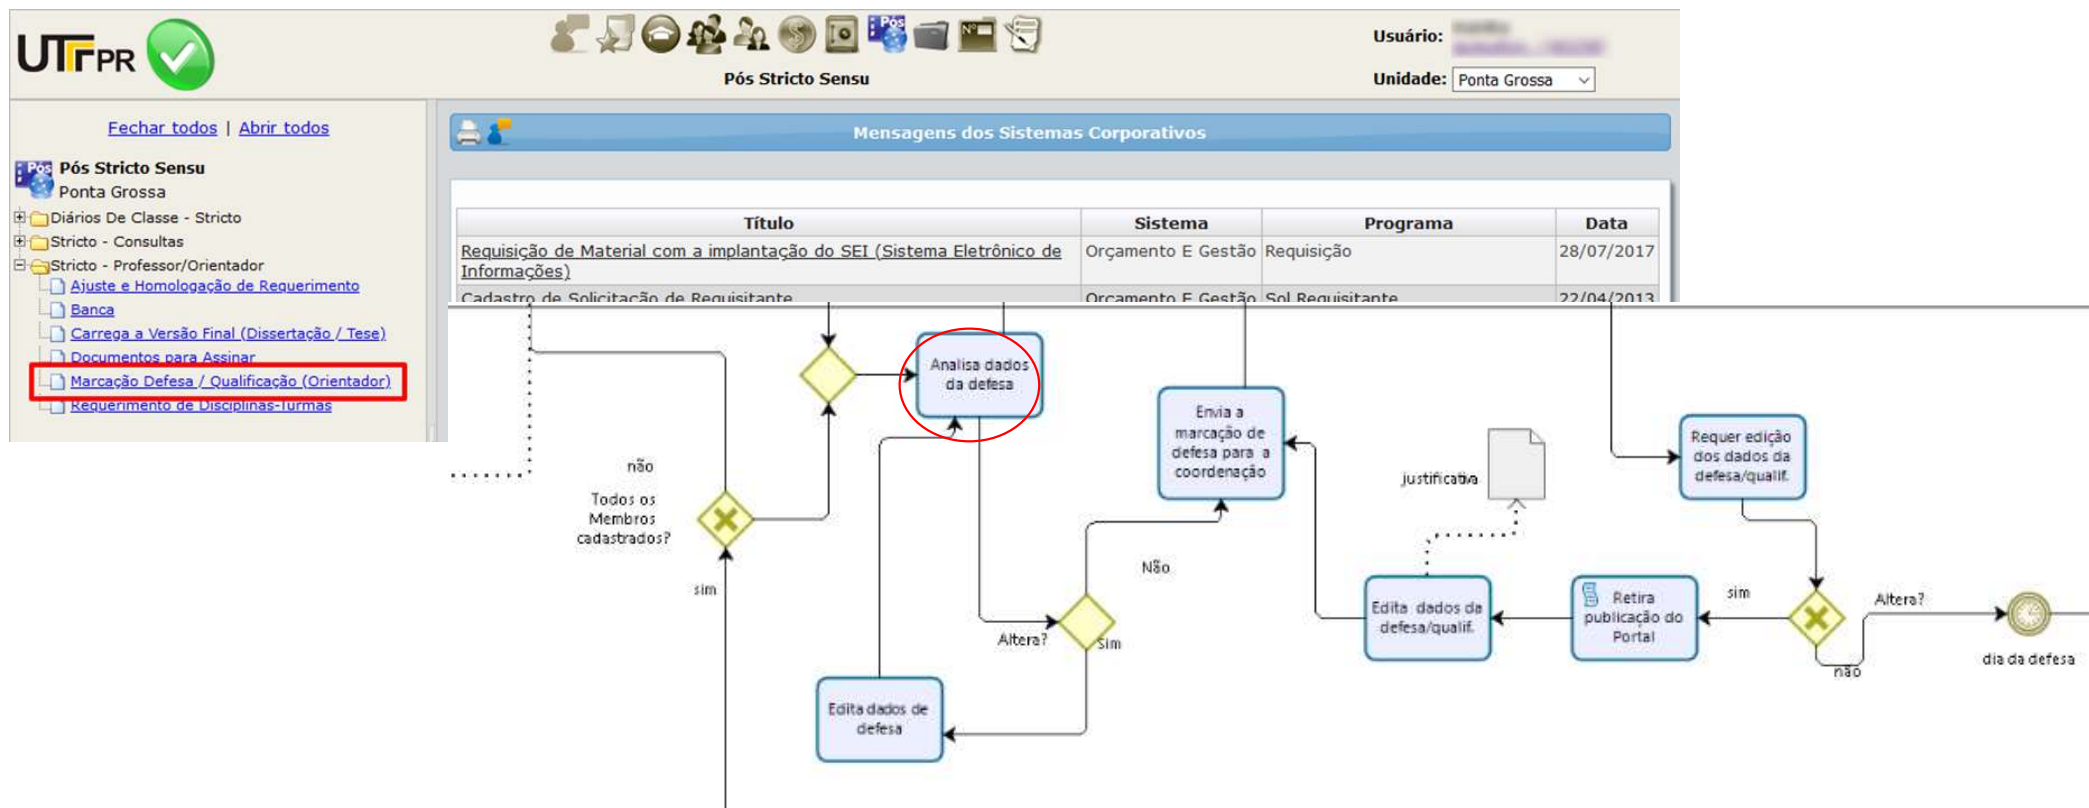 UTFPR
Pós
Nº
Pós Stricto Sensu
Usuário:
Unidade: Ponta Grossa
Fechar todos | Abrir todos
Pós
Pós Stricto Sensu
Ponta Grossa
Diários De Classe - Stricto
Stricto - Consultas
Stricto - Professor/Orientador
Ajuste e Homologação de Requerimento
Banca
Carrega a Versão Final (Dissertação / Tese)
Documentos para Assinar
Marcação Defesa / Qualificação (Orientador)
Requerimento de Disciplinas-Turmas
Mensagens dos Sistemas Corporativos
Título Sistema Programa Data
Requisição de Material com a implantação do SEI (Sistema Eletrônico de Orçamento E Gestão Requisição 28/07/2017
Informações)
Cadastro de Solicitação de Requisitante Orçamento E Gestão Sol Requisitante 22/04/2013
Analisa dados
da defesa
Envia a
marcação de
defesa para a
coordenação
Requer edição
dos dados da
defesa/qualif.
justificativa
não
Todos os
Membros
cadastrados?
sim
Não
Altera?
Sim
Edita dados da
defesa/qualif.
Retira
publicação do
Portal
sim
Altera?
não
dia da defesa
Edita dados de
defesa